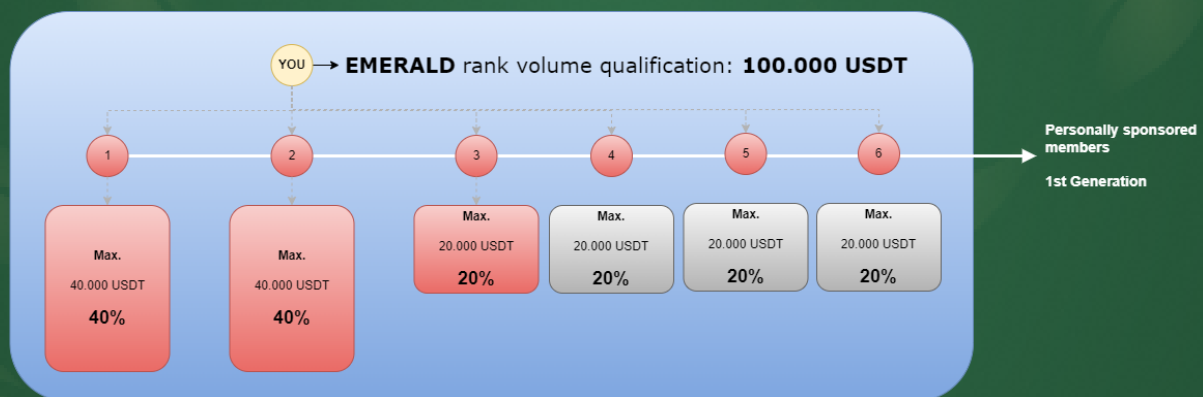 YOU
EMERALD rank volume qualification: 100.000 USDT
1
2
3
4
5
6
Personally sponsored
members
1st Generation
Max.
40.000 USDT
40%
Max.
40.000 USDT
40%
Max.
20.000 USDT
20%
Max.
20.000 USDT
20%
Max.
20.000 USDT
20%
Max.
20.000 USDT
20%